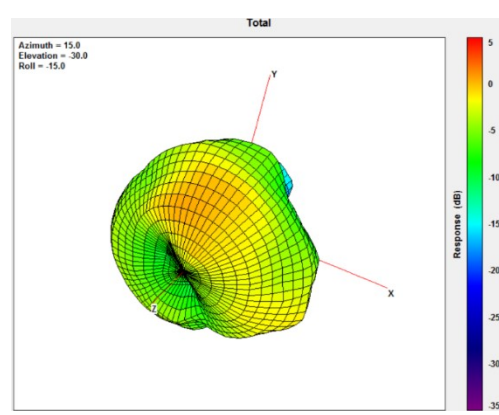 Total
Azimuth = 15.0
Elevation = -30.0
Roll = -15.0
Y
X
Z
5
0
-5
-10
-15
-20
-25
-30
-35
Response (dB)